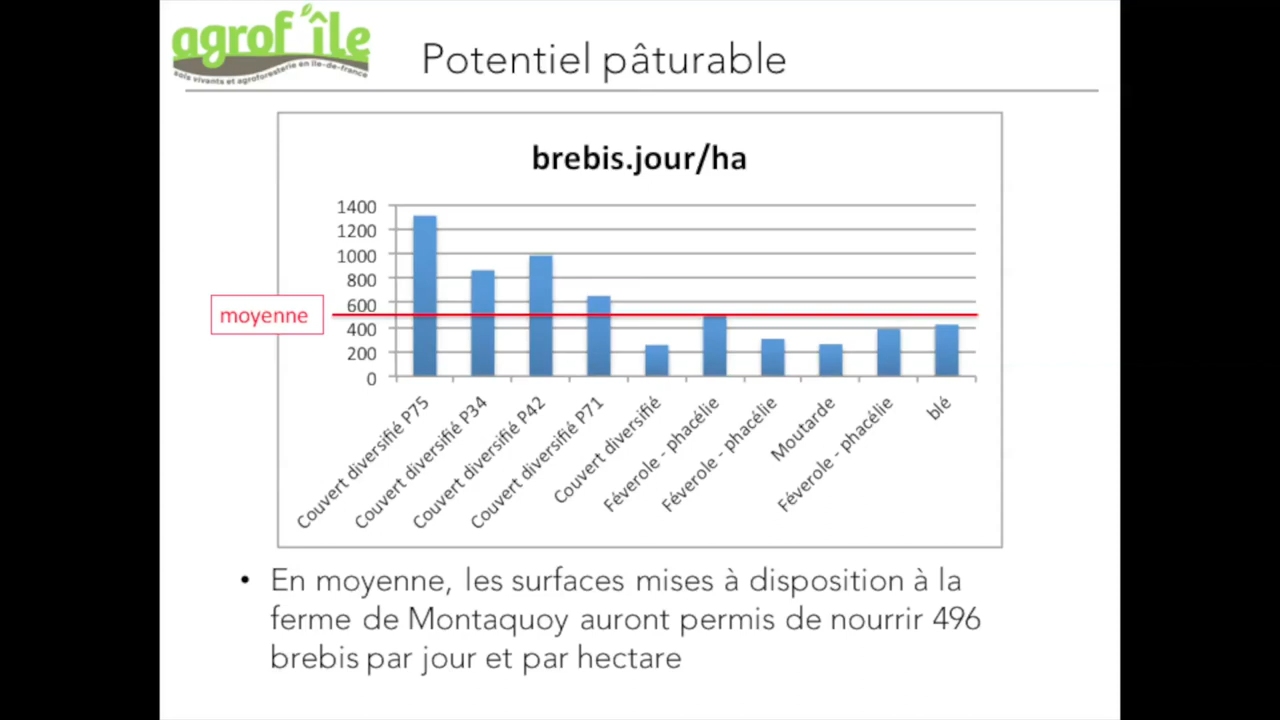 agrof'île
sols vivants et agroforesterie en île-de-france
Potentiel pâturable
brebis.jour/ha
1400
1200
1000
800
600
400
200
0
moyenne
Couvert diversifié P75
Couvert diversifié P34
Couvert diversifié P42
Couvert diversifié P71
Couvert diversifié
Féverole - phacélie
Féverole - phacélie
Moutarde
Féverole - phacélie
blé
• En moyenne, les surfaces mises à disposition à la
ferme de Montaquoy auront permis de nourrir 496
brebis par jour et par hectare